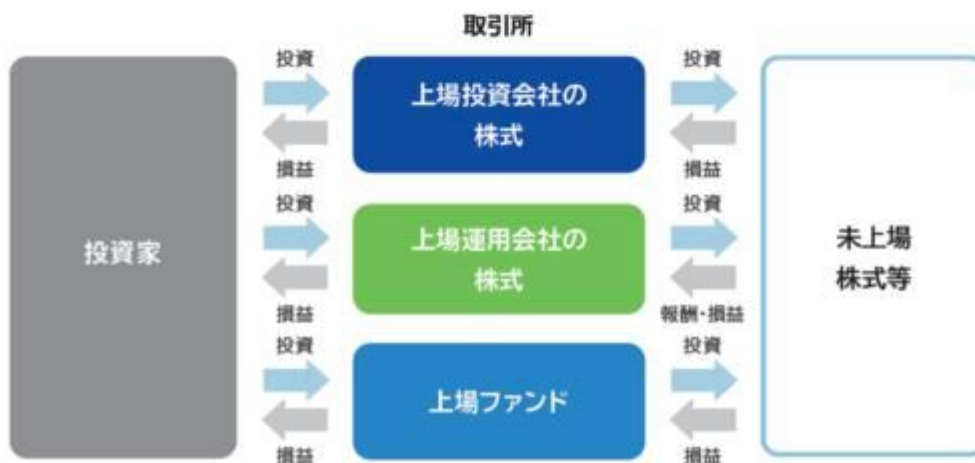 取引所
投資
投資
上場投資会社の
株式
損益
損益
投資
投資
投資家
上場運用会社の
株式
未上場
株式等
損益
報酬・損益
投資
投資
上場ファンド
損益
損益